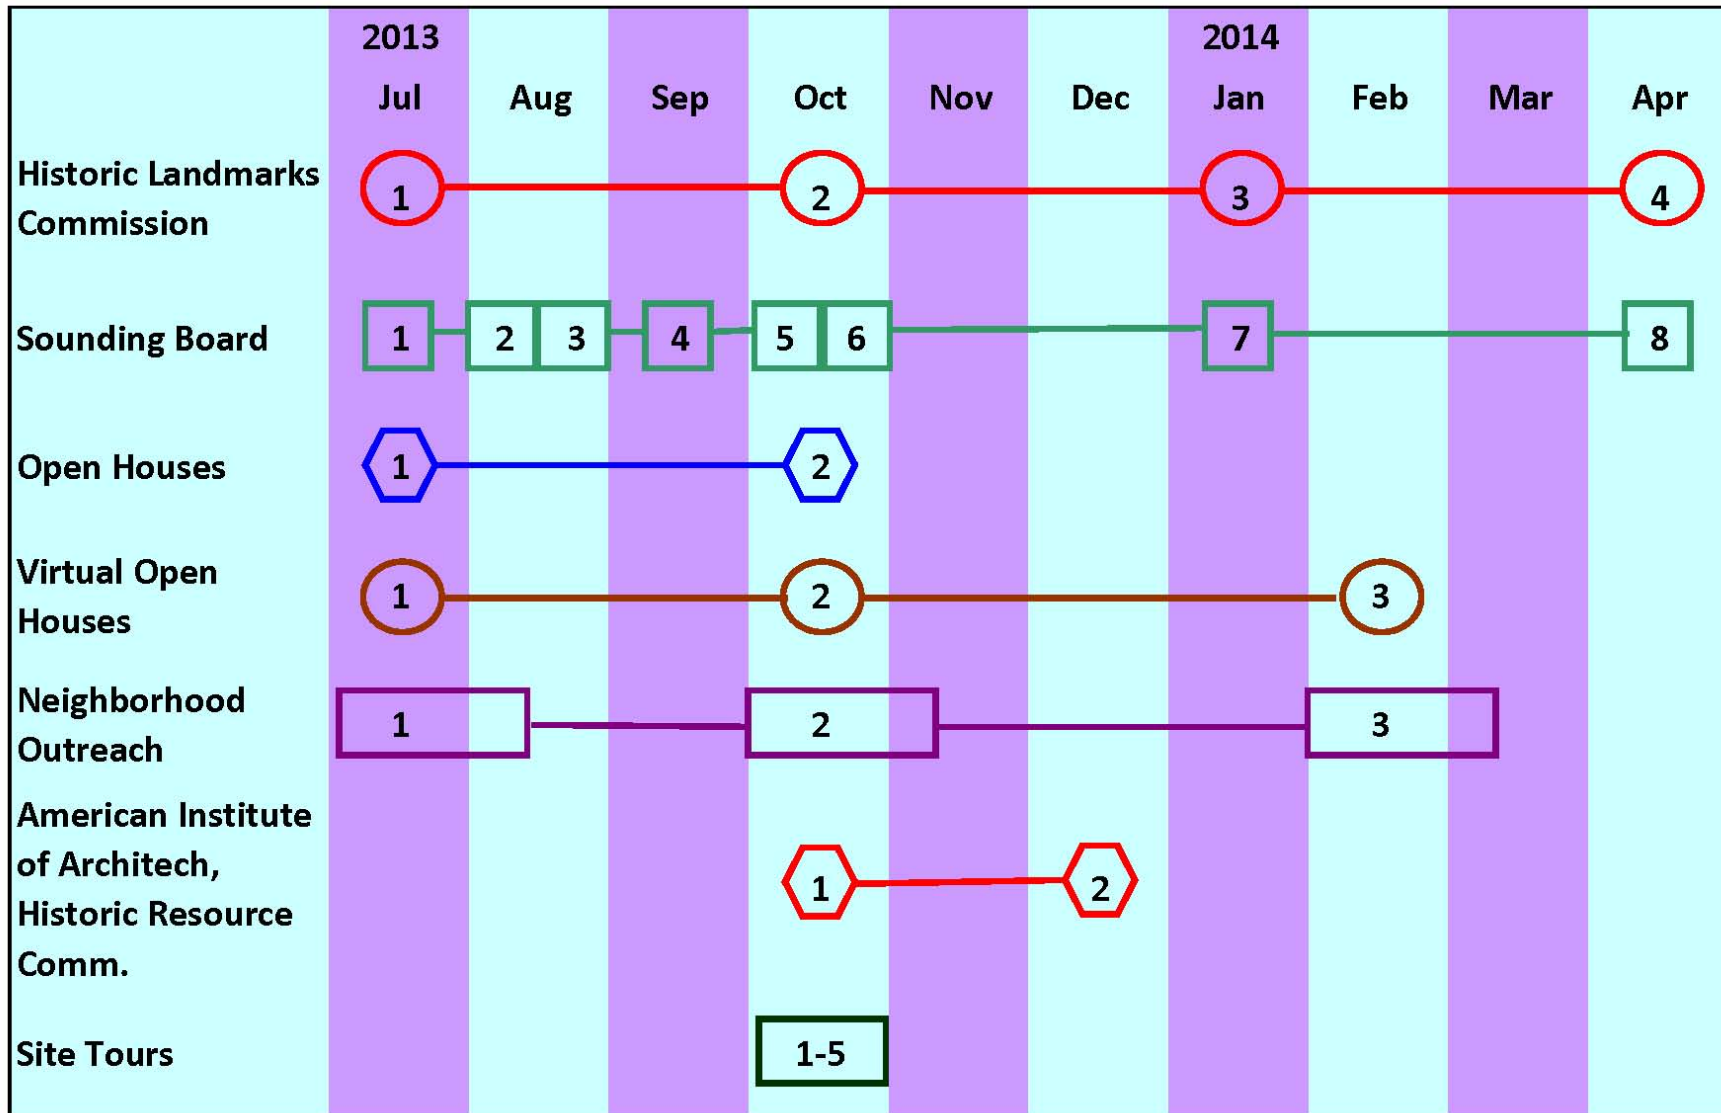 2013 2014
Jul Aug Sep Oct Nov Dec Jan Feb Mar Apr
Historic Landmarks
Commission
1 2 3 4
Sounding Board 1 2 3 4 5 6 7 8
Open Houses 1 2
Virtual Open
Houses
1 2 3
Neighborhood
Outreach
1 2 3
American Institute
of Architech,
Historic Resource
Comm.
1 2
Site Tours 1-5